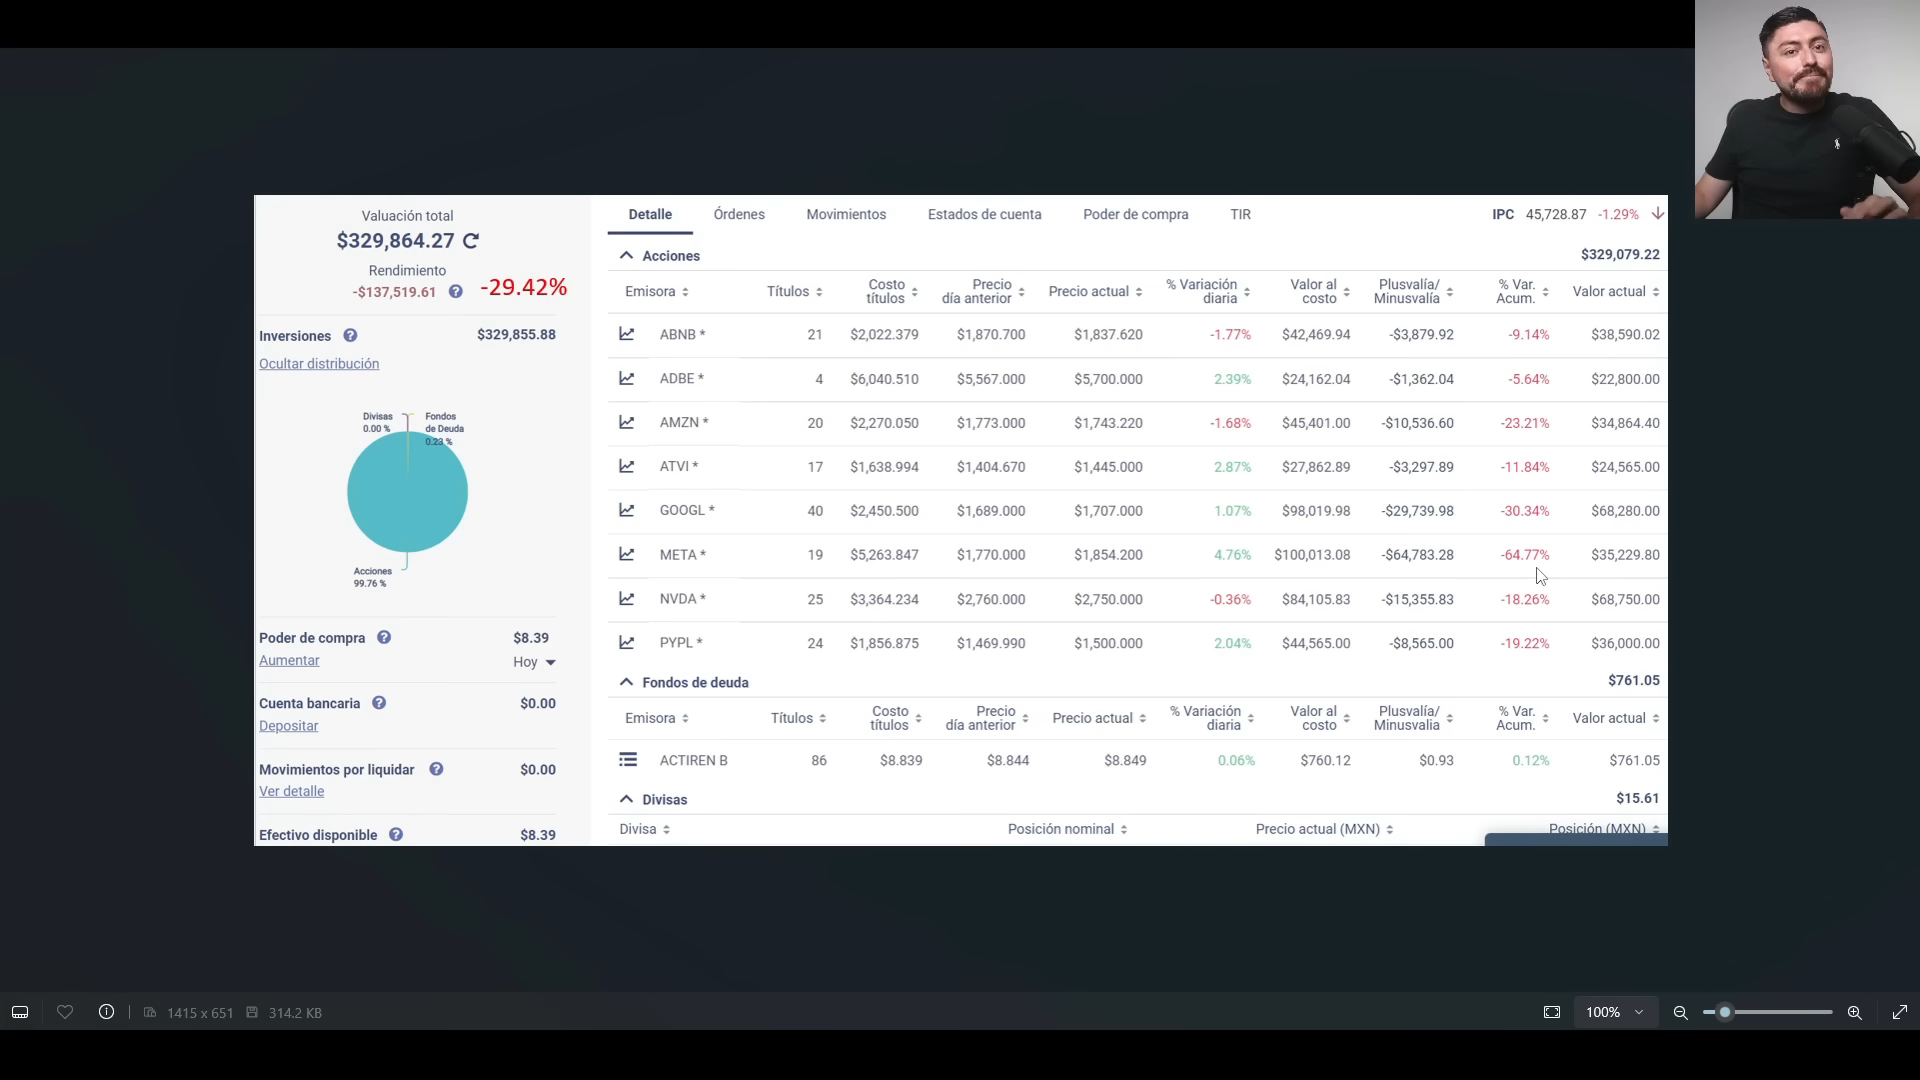 Valuación total
$329,864.27
Rendimiento
-$137,519.61 -29.42%
Inversiones $329,855.88
Ocultar distribución
Divisas
0.00 %
Fondos
de Deuda
0.23 %
Acciones
99.76 %
Poder de compra $8.39
Aumentar Hoy
Cuenta bancaria $0.00
Depositar
Movimientos por liquidar $0.00
Ver detalle
Efectivo disponible $8.39
Detalle Órdenes Movimientos Estados de cuenta Poder de compra TIR IPC 45,728.87 -1.29%
Acciones $329,079.22
Emisora Títulos Costo títulos Precio día anterior Precio actual % Variación diaria Valor al costo Plusvalía/ Minusvalía % Var. Acum. Valor actual
ABNB * 21 $2,022.379 $1,870.700 $1,837.620 -1.77% $42,469.94 -$3,879.92 -9.14% $38,590.02
ADBE * 4 $6,040.510 $5,567.000 $5,700.000 2.39% $24,162.04 -$1,362.04 -5.64% $22,800.00
AMZN * 20 $2,270.050 $1,773.000 $1,743.220 -1.68% $45,401.00 -$10,536.60 -23.21% $34,864.40
ATVI * 17 $1,638.994 $1,404.670 $1,445.000 2.87% $27,862.89 -$3,297.89 -11.84% $24,565.00
GOOGL * 40 $2,450.500 $1,689.000 $1,707.000 1.07% $98,019.98 -$29,739.98 -30.34% $68,280.00
META * 19 $5,263.847 $1,770.000 $1,854.200 4.76% $100,013.08 -$64,783.28 -64.77% $35,229.80
NVDA * 25 $3,364.234 $2,760.000 $2,750.000 -0.36% $84,105.83 -$15,355.83 -18.26% $68,750.00
PYPL * 24 $1,856.875 $1,469.990 $1,500.000 2.04% $44,565.00 -$8,565.00 -19.22% $36,000.00
Fondos de deuda $761.05
Emisora Títulos Costo títulos Precio día anterior Precio actual % Variación diaria Valor al costo Plusvalía/ Minusvalia % Var. Acum. Valor actual
ACTIREN B 86 $8.839 $8.844 $8.849 0.06% $760.12 $0.93 0.12% $761.05
Divisas $15.61
Divisa Posición nominal Precio actual (MXN) Posición (MXN)
1415 x 651 314.2 KB 100%